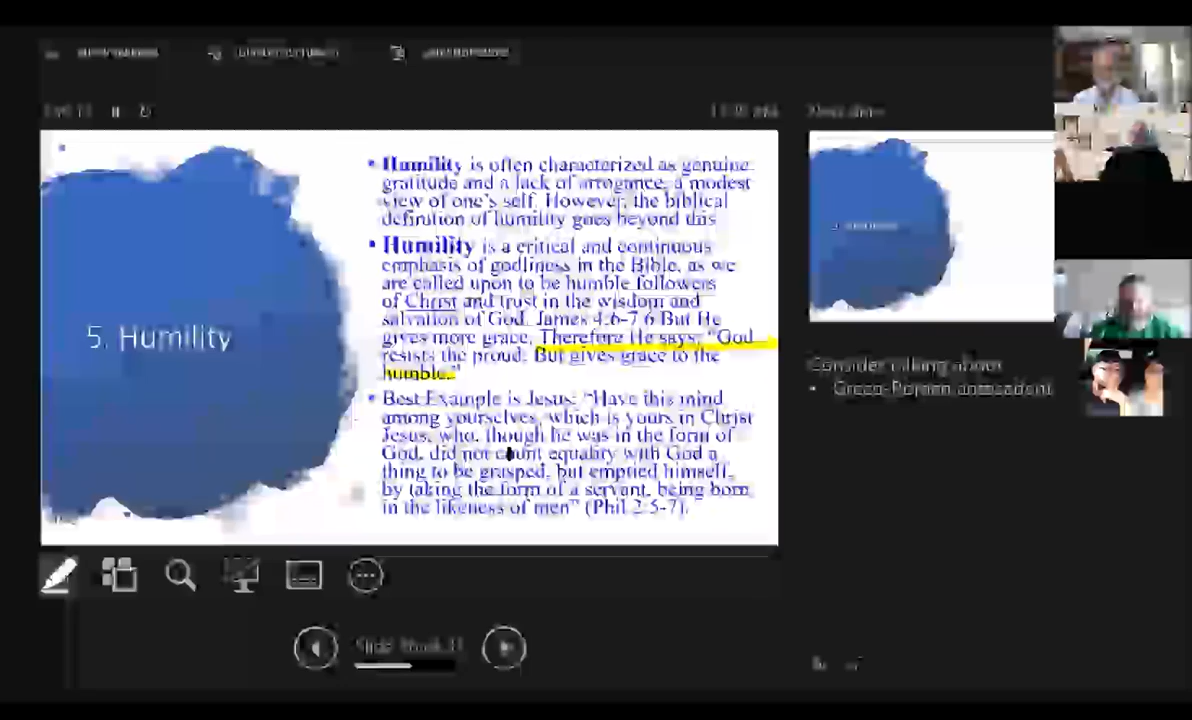 5. Humility
• Humility is often characterized as genuine
gratitude and a lack of arrogance, a modest
view of one's self. However, the biblical
definition of humility goes beyond this
• Humility is a critical and continuous
emphasis of godliness in the Bible, as we
are called upon to be humble followers
of Christ and trust in the wisdom and
salvation of God. James 4:6-7 6 But He
gives more grace. Therefore He says: "God
resists the proud: But gives grace to the
humble."
• Best Example is Jesus: "Have this mind
among yourselves, which is yours in Christ
Jesus, who, though he was in the form of
God, did not count equality with God a
thing to be grasped, but emptied himself,
by taking the form of a servant, being born
in the likeness of men" (Phil 2:5-7).
Consider talking about